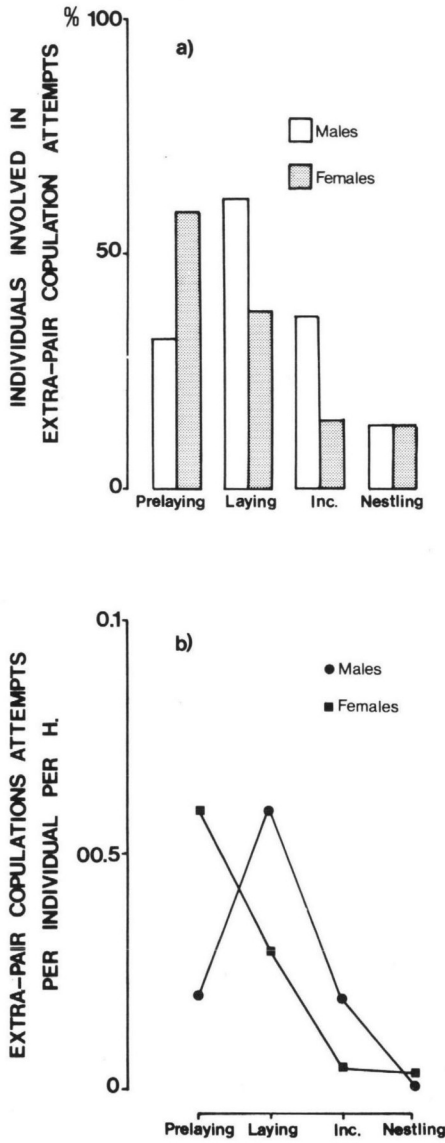 % 100
a)
Males
Females
50
0
INDIVIDUALS INVOLVED IN
EXTRA-PAIR COPULATION ATTEMPTS
Prelaying Laying Inc. Nestling
0.1
b)
Males
Females
00.5
0
EXTRA-PAIR COPULATIONS ATTEMPTS
PER INDIVIDUAL PER H.
Prelaying Laying Inc. Nestling